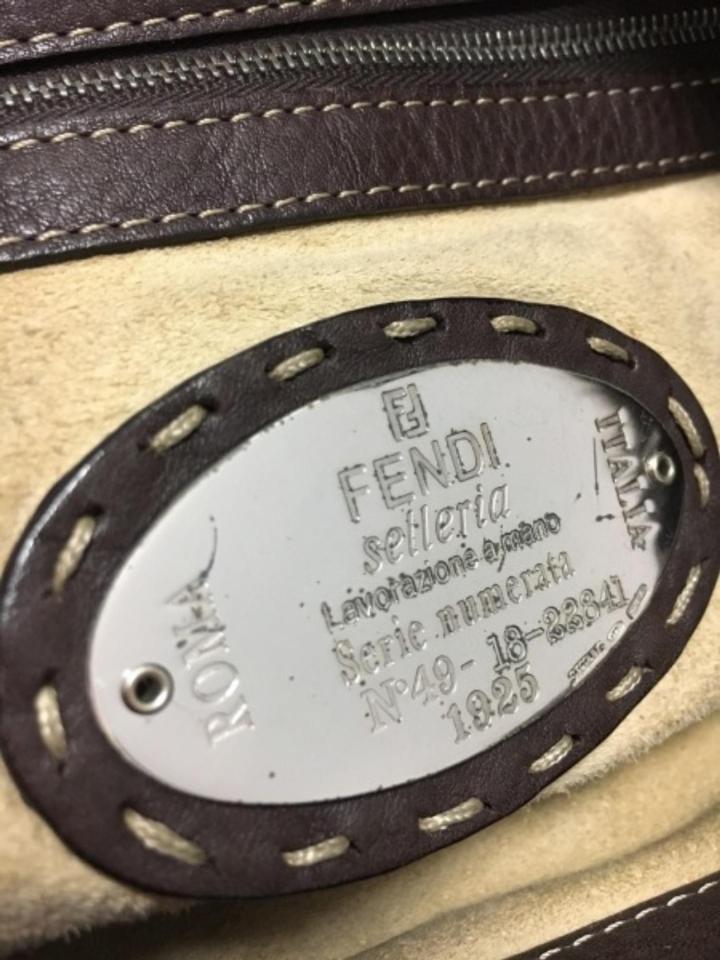 FENDI
selleria
Lavorazione a mano
Serie numerata
N°49-18-22841
1925
ROMA
ITALIA